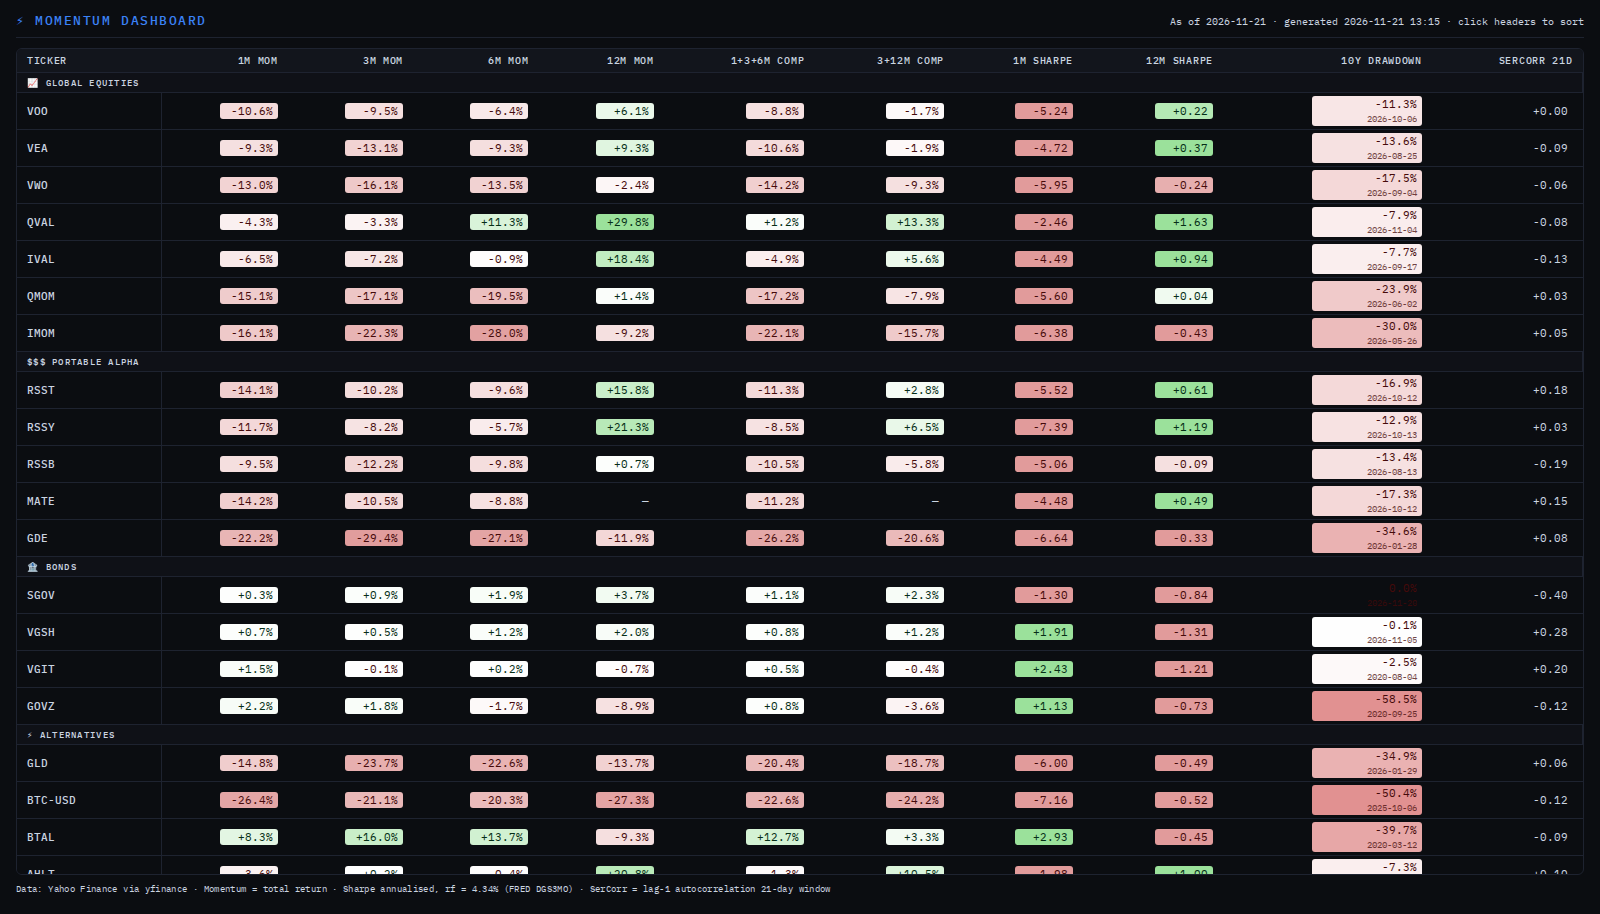 ⚡ MOMENTUM DASHBOARD
As of 2026-11-21 · generated 2026-11-21 13:15 · click headers to sort
TICKER 1M MOM 3M MOM 6M MOM 12M MOM 1+3+6M COMP 3+12M COMP 1M SHARPE 12M SHARPE 10Y DRAWDOWN SERCORR 21D
📈 GLOBAL EQUITIES
VOO -10.6% -9.5% -6.4% +6.1% -8.8% -1.7% -5.24 +0.22 -11.3% 2026-10-06 +0.00
VEA -9.3% -13.1% -9.3% +9.3% -10.6% -1.9% -4.72 +0.37 -13.6% 2026-08-25 -0.09
VWO -13.0% -16.1% -13.5% -2.4% -14.2% -9.3% -5.95 -0.24 -17.5% 2026-09-04 -0.06
QVAL -4.3% -3.3% +11.3% +29.8% +1.2% +13.3% -2.46 +1.63 -7.9% 2026-11-04 -0.08
IVAL -6.5% -7.2% -0.9% +18.4% -4.9% +5.6% -4.49 +0.94 -7.7% 2026-09-17 -0.13
QMOM -15.1% -17.1% -19.5% +1.4% -17.2% -7.9% -5.60 +0.04 -23.9% 2026-06-02 +0.03
IMOM -16.1% -22.3% -28.0% -9.2% -22.1% -15.7% -6.38 -0.43 -30.0% 2026-05-26 +0.05
$$$ PORTABLE ALPHA
RSST -14.1% -10.2% -9.6% +15.8% -11.3% +2.8% -5.52 +0.61 -16.9% 2026-10-12 +0.18
RSSY -11.7% -8.2% -5.7% +21.3% -8.5% +6.5% -7.39 +1.19 -12.9% 2026-10-13 +0.03
RSSB -9.5% -12.2% -9.8% +0.7% -10.5% -5.8% -5.06 -0.09 -13.4% 2026-08-13 -0.19
MATE -14.2% -10.5% -8.8% — -11.2% — -4.48 +0.49 -17.3% 2026-10-12 +0.15
GDE -22.2% -29.4% -27.1% -11.9% -26.2% -20.6% -6.64 -0.33 -34.6% 2026-01-28 +0.08
🏦 BONDS
SGOV +0.3% +0.9% +1.9% +3.7% +1.1% +2.3% -1.30 -0.84 0.0% -0.40
VGSH +0.7% +0.5% +1.2% +2.0% +0.8% +1.2% +1.91 -1.31 -0.1% 2026-11-05 +0.28
VGIT +1.5% -0.1% +0.2% -0.7% +0.5% -0.4% +2.43 -1.21 -2.5% 2020-08-04 +0.20
GOVZ +2.2% +1.8% -1.7% -8.9% +0.8% -3.6% +1.13 -0.73 -58.5% 2020-09-25 -0.12
⚡ ALTERNATIVES
GLD -14.8% -23.7% -22.6% -13.7% -20.4% -18.7% -6.00 -0.49 -34.9% 2026-01-29 +0.06
BTC-USD -26.4% -21.1% -20.3% -27.3% -22.6% -24.2% -7.16 -0.52 -50.4% 2025-10-06 -0.12
BTAL +8.3% +16.0% +13.7% -9.3% +12.7% +3.3% +2.93 -0.45 -39.7% 2020-03-12 -0.09
-7.3%
Data: Yahoo Finance via yfinance · Momentum = total return · Sharpe annualised, rf = 4.34% (FRED DGS3MO) · SerCorr = lag-1 autocorrelation 21-day window